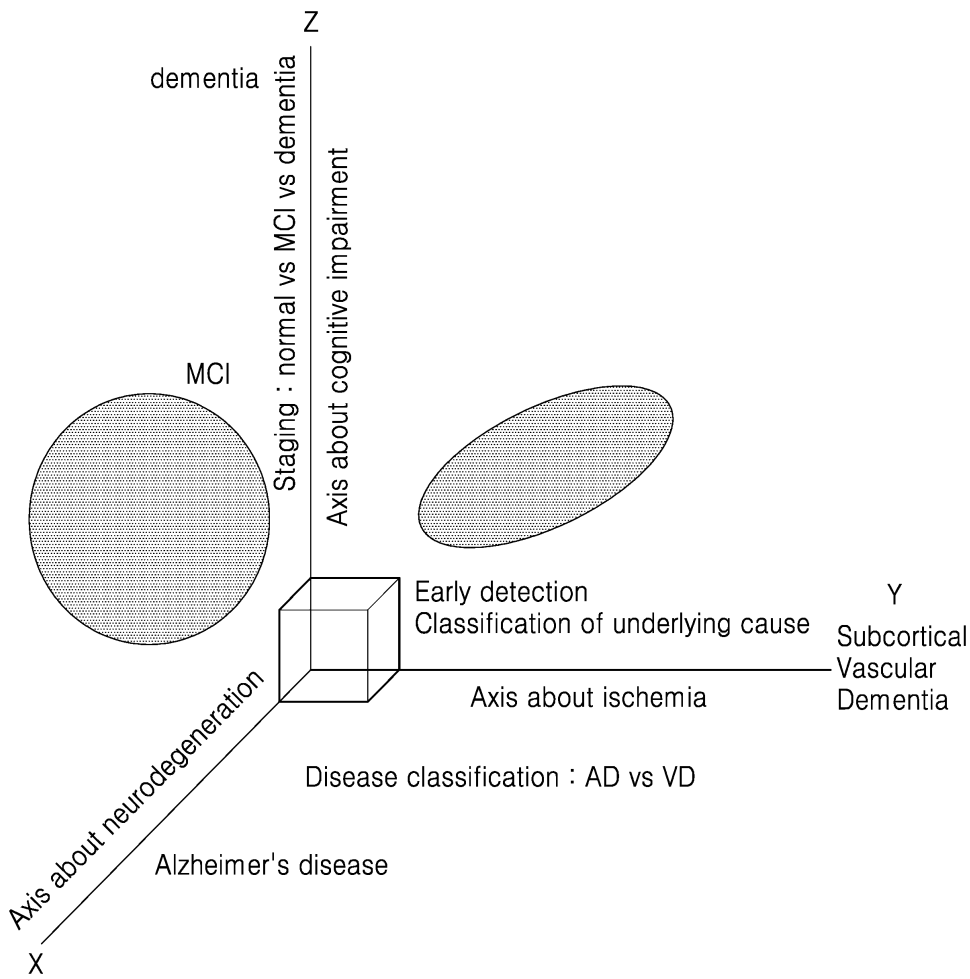 Z
dementia
Staging : normal vs MCI vs dementia
Axis about cognitive impairment
MCI
Early detection
Classification of underlying cause
Y
Subcortical
Vascular
Dementia
Axis about ischemia
Axis about neurodegeneration
Disease classification : AD vs VD
Alzheimer's disease
X